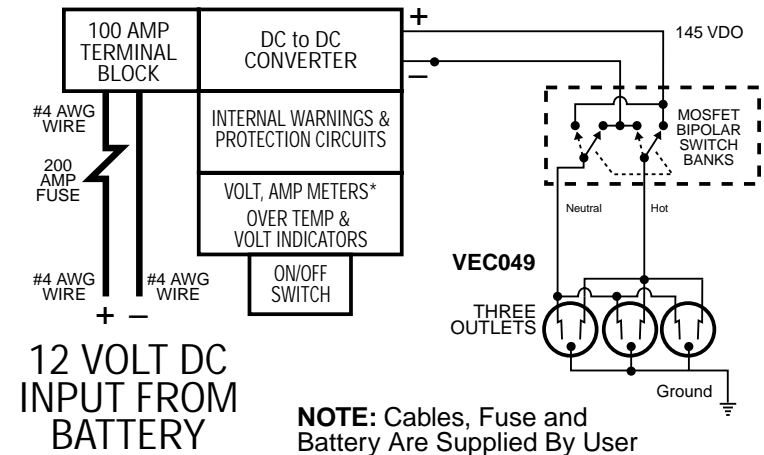 100 AMP
TERMINAL
BLOCK
DC to DC
CONVERTER
+
–
145 VDO
INTERNAL WARNINGS &
PROTECTION CIRCUITS
VOLT, AMP METERS*
OVER TEMP &
VOLT INDICATORS
ON/OFF
SWITCH
#4 AWG
WIRE
200
AMP
FUSE
#4 AWG
WIRE
#4 AWG
WIRE
+ –
12 VOLT DC
INPUT FROM
BATTERY
MOSFET
BIPOLAR
SWITCH
BANKS
Neutral
Hot
VEC049
THREE
OUTLETS
Ground
NOTE: Cables, Fuse and
Battery Are Supplied By User